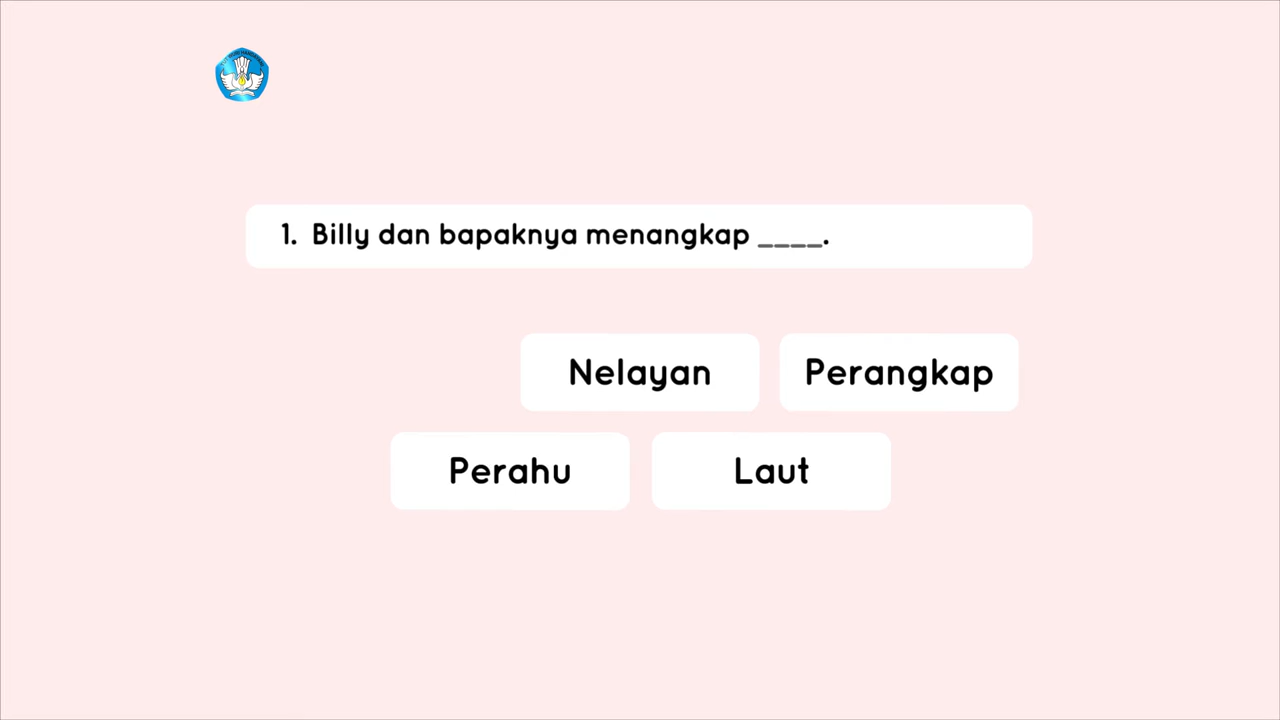 1. Billy dan bapaknya menangkap ____.
Nelayan Perangkap
Perahu Laut